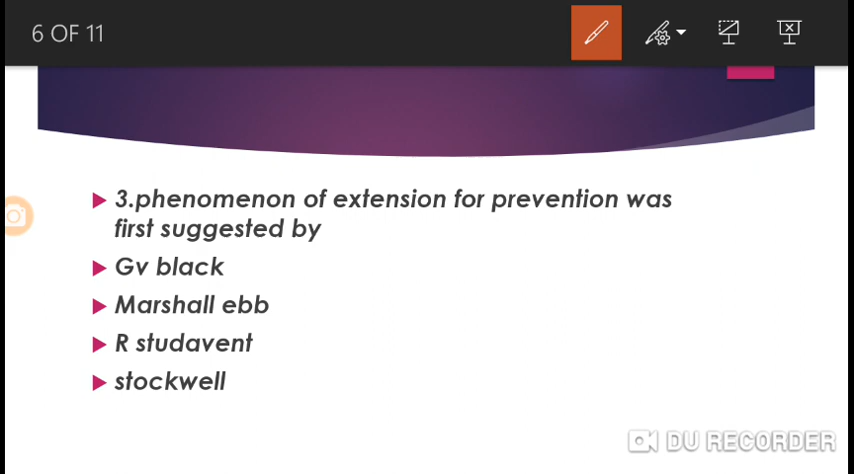 6 OF 11
3.phenomenon of extension for prevention was
first suggested by
Gv black
Marshall ebb
R studavent
stockwell
DU RECORDER